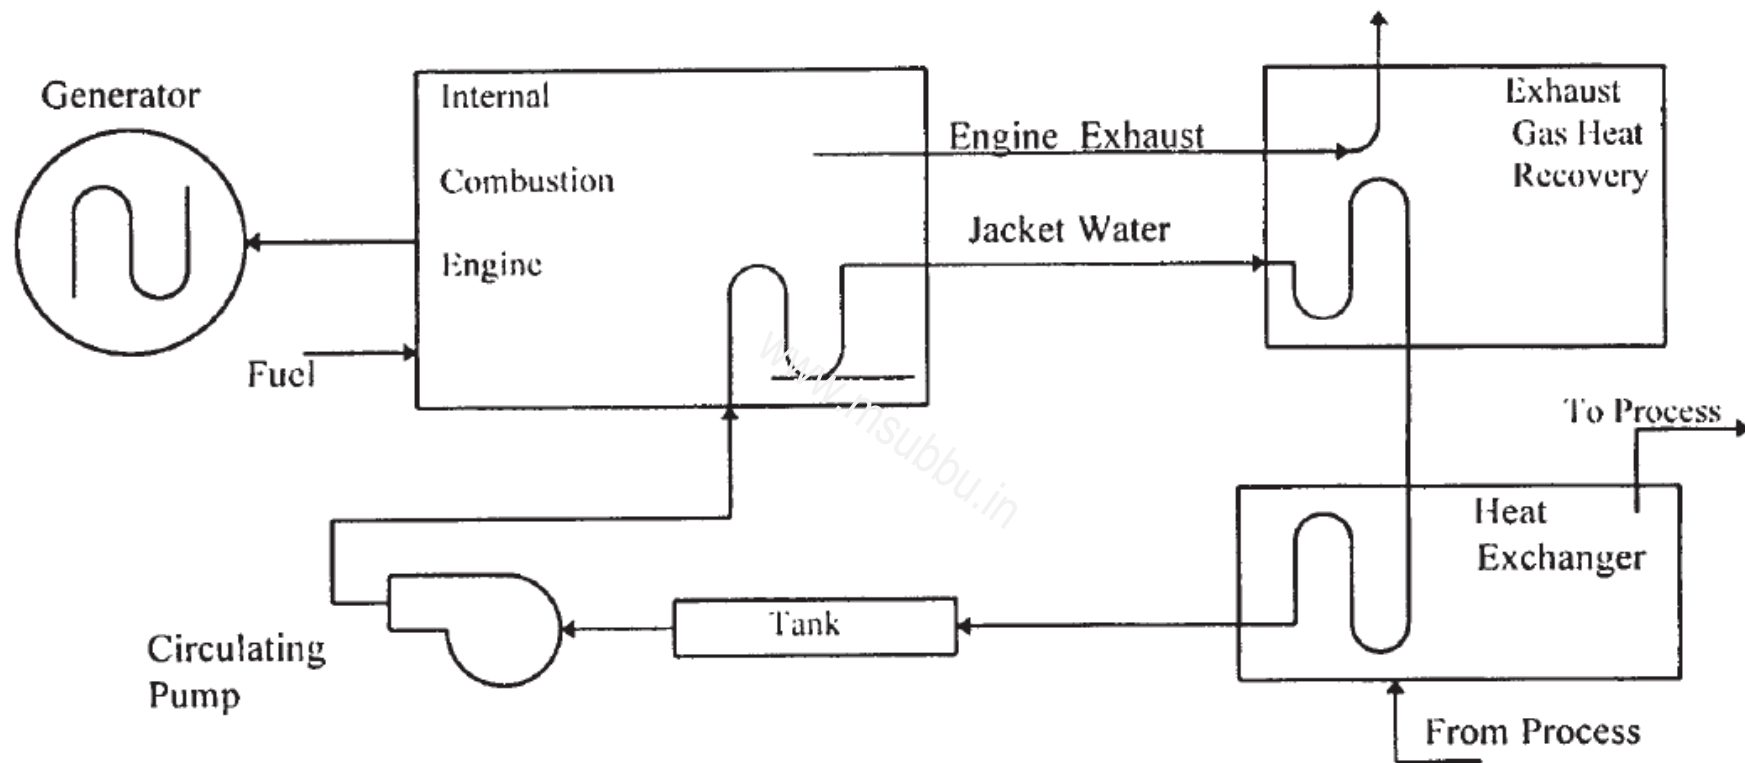 Generator
Internal
Combustion
Engine
Fuel
Engine Exhaust
Jacket Water
Exhaust
Gas Heat
Recovery
www.msubbu.in
To Process
Heat
Exchanger
Tank
Circulating
Pump
From Process